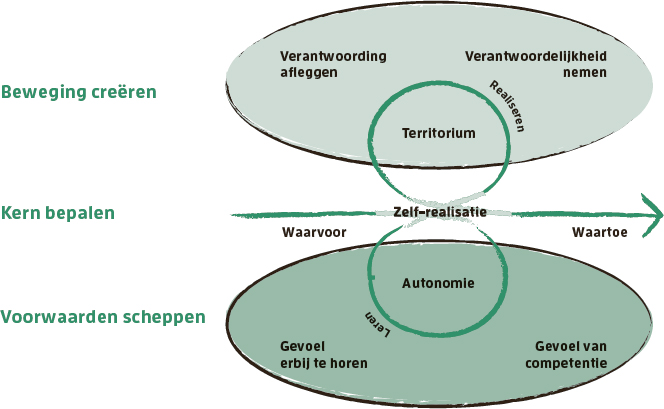 Verantwoording
afleggen
Verantwoordelijkheid
nemen
Beweging creëren
Realiseren
Territorium
Kern bepalen
Zelf-realisatie
Waarvoor
Waartoe
Autonomie
Voorwaarden scheppen
Leren
Gevoel
erbij te horen
Gevoel van
competentie